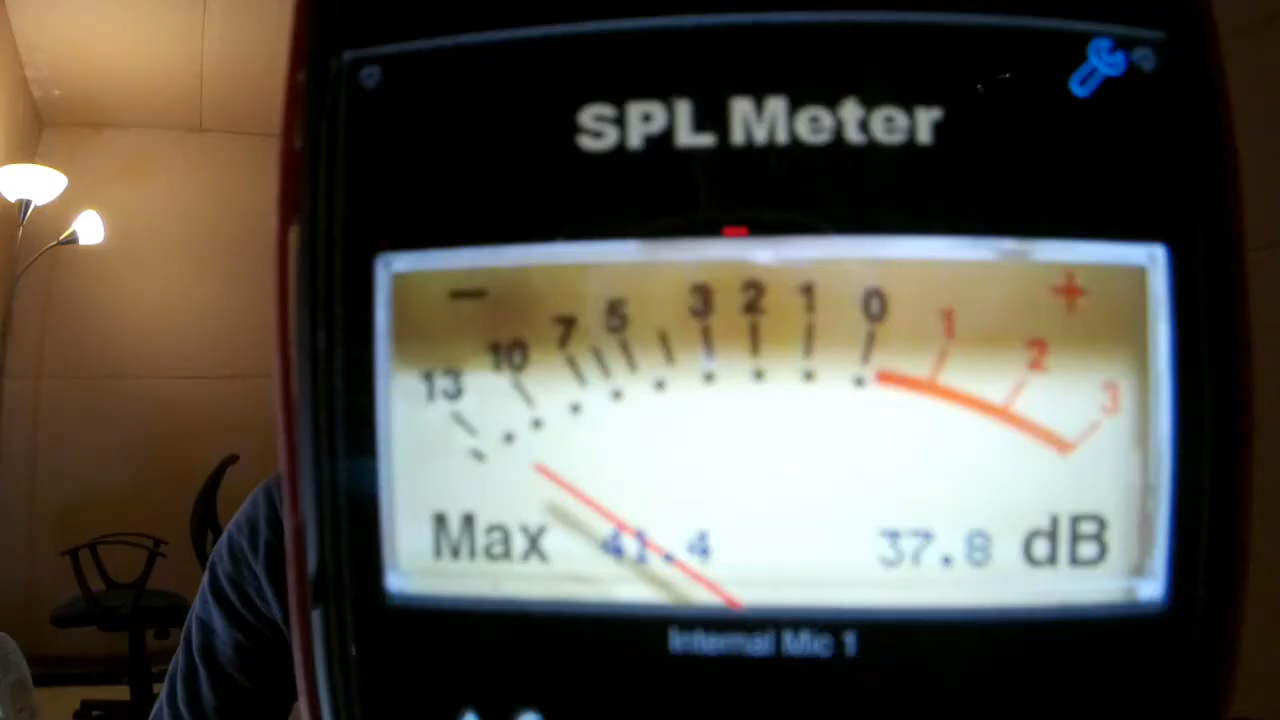 SPL Meter
− 13 10 7 5 3 2 1 0 1 2 3 +
Max 41.4 37.8 dB
Internal Mic 1